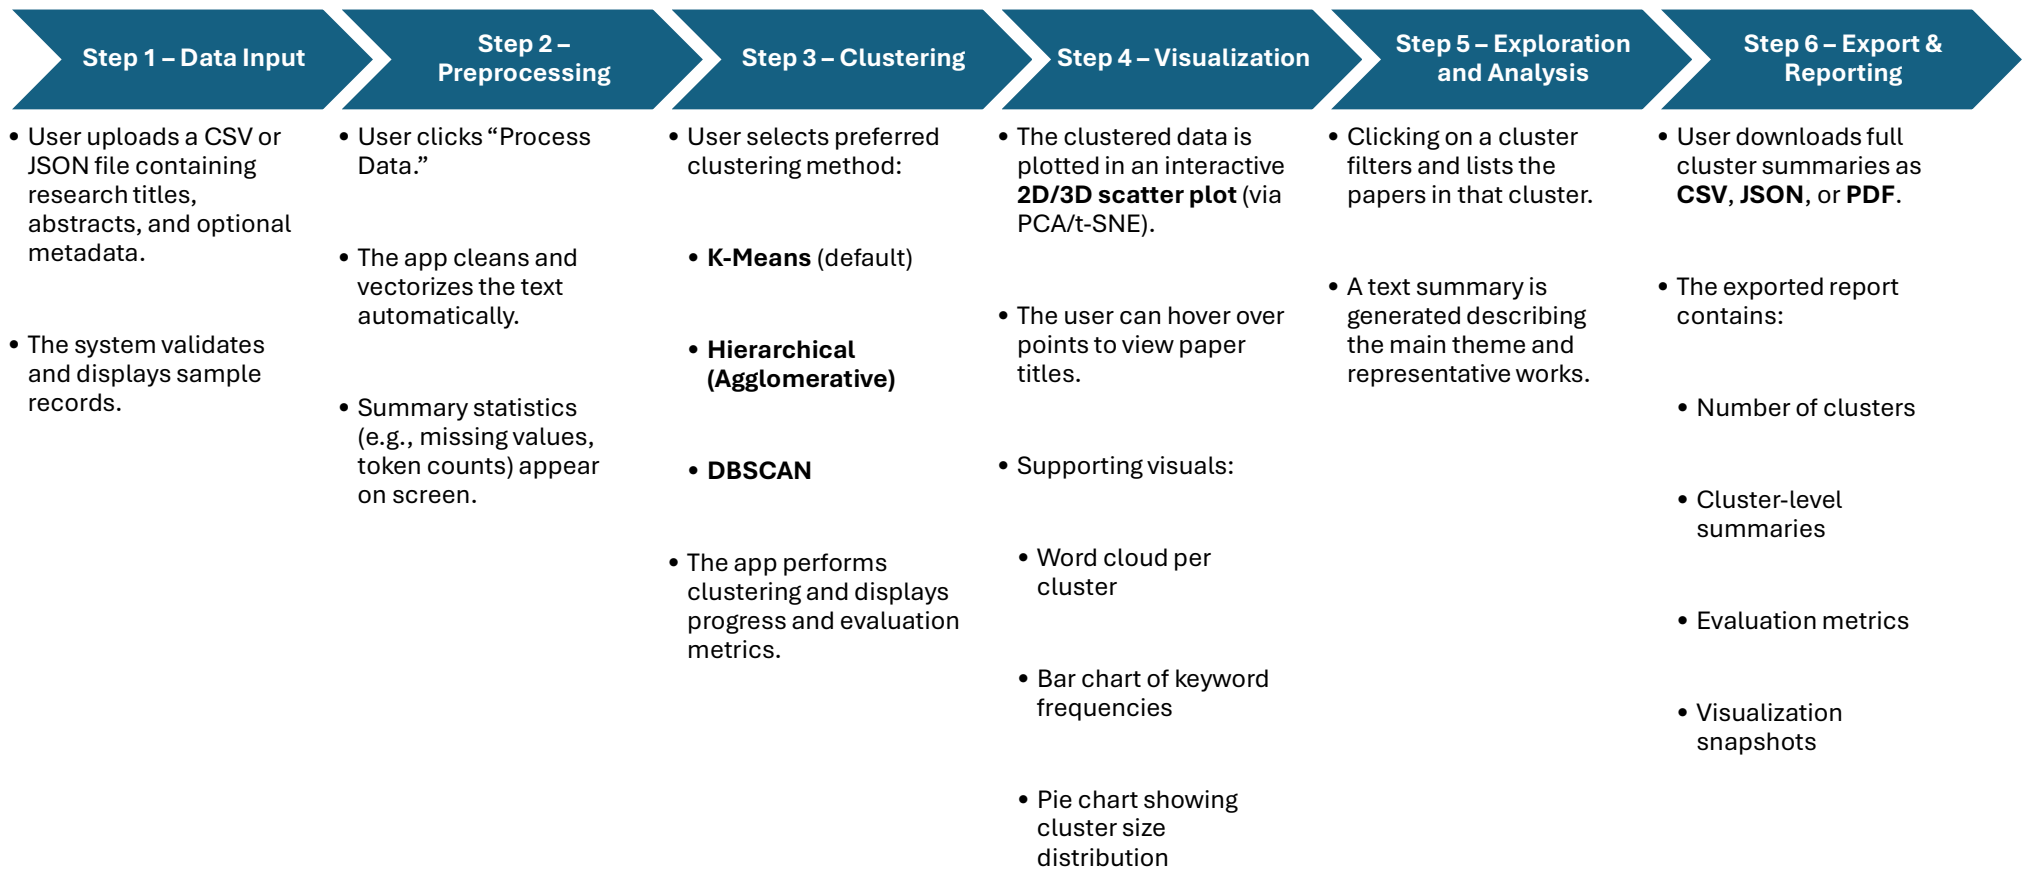 Step 1 – Data Input
• User uploads a CSV or
JSON file containing
research titles,
abstracts, and optional
metadata.
• The system validates
and displays sample
records.
Step 2 –
Preprocessing
• User clicks “Process
Data.”
• The app cleans and
vectorizes the text
automatically.
• Summary statistics
(e.g., missing values,
token counts) appear
on screen.
Step 3 – Clustering
• User selects preferred
clustering method:
• K-Means (default)
• Hierarchical
(Agglomerative)
• DBSCAN
• The app performs
clustering and displays
progress and evaluation
metrics.
Step 4 – Visualization
• The clustered data is
plotted in an interactive
2D/3D scatter plot (via
PCA/t-SNE).
• The user can hover over
points to view paper
titles.
• Supporting visuals:
• Word cloud per
cluster
• Bar chart of keyword
frequencies
• Pie chart showing
cluster size
distribution
Step 5 – Exploration
and Analysis
• Clicking on a cluster
filters and lists the
papers in that cluster.
• A text summary is
generated describing
the main theme and
representative works.
Step 6 – Export &
Reporting
• User downloads full
cluster summaries as
CSV, JSON, or PDF.
• The exported report
contains:
• Number of clusters
• Cluster-level
summaries
• Evaluation metrics
• Visualization
snapshots